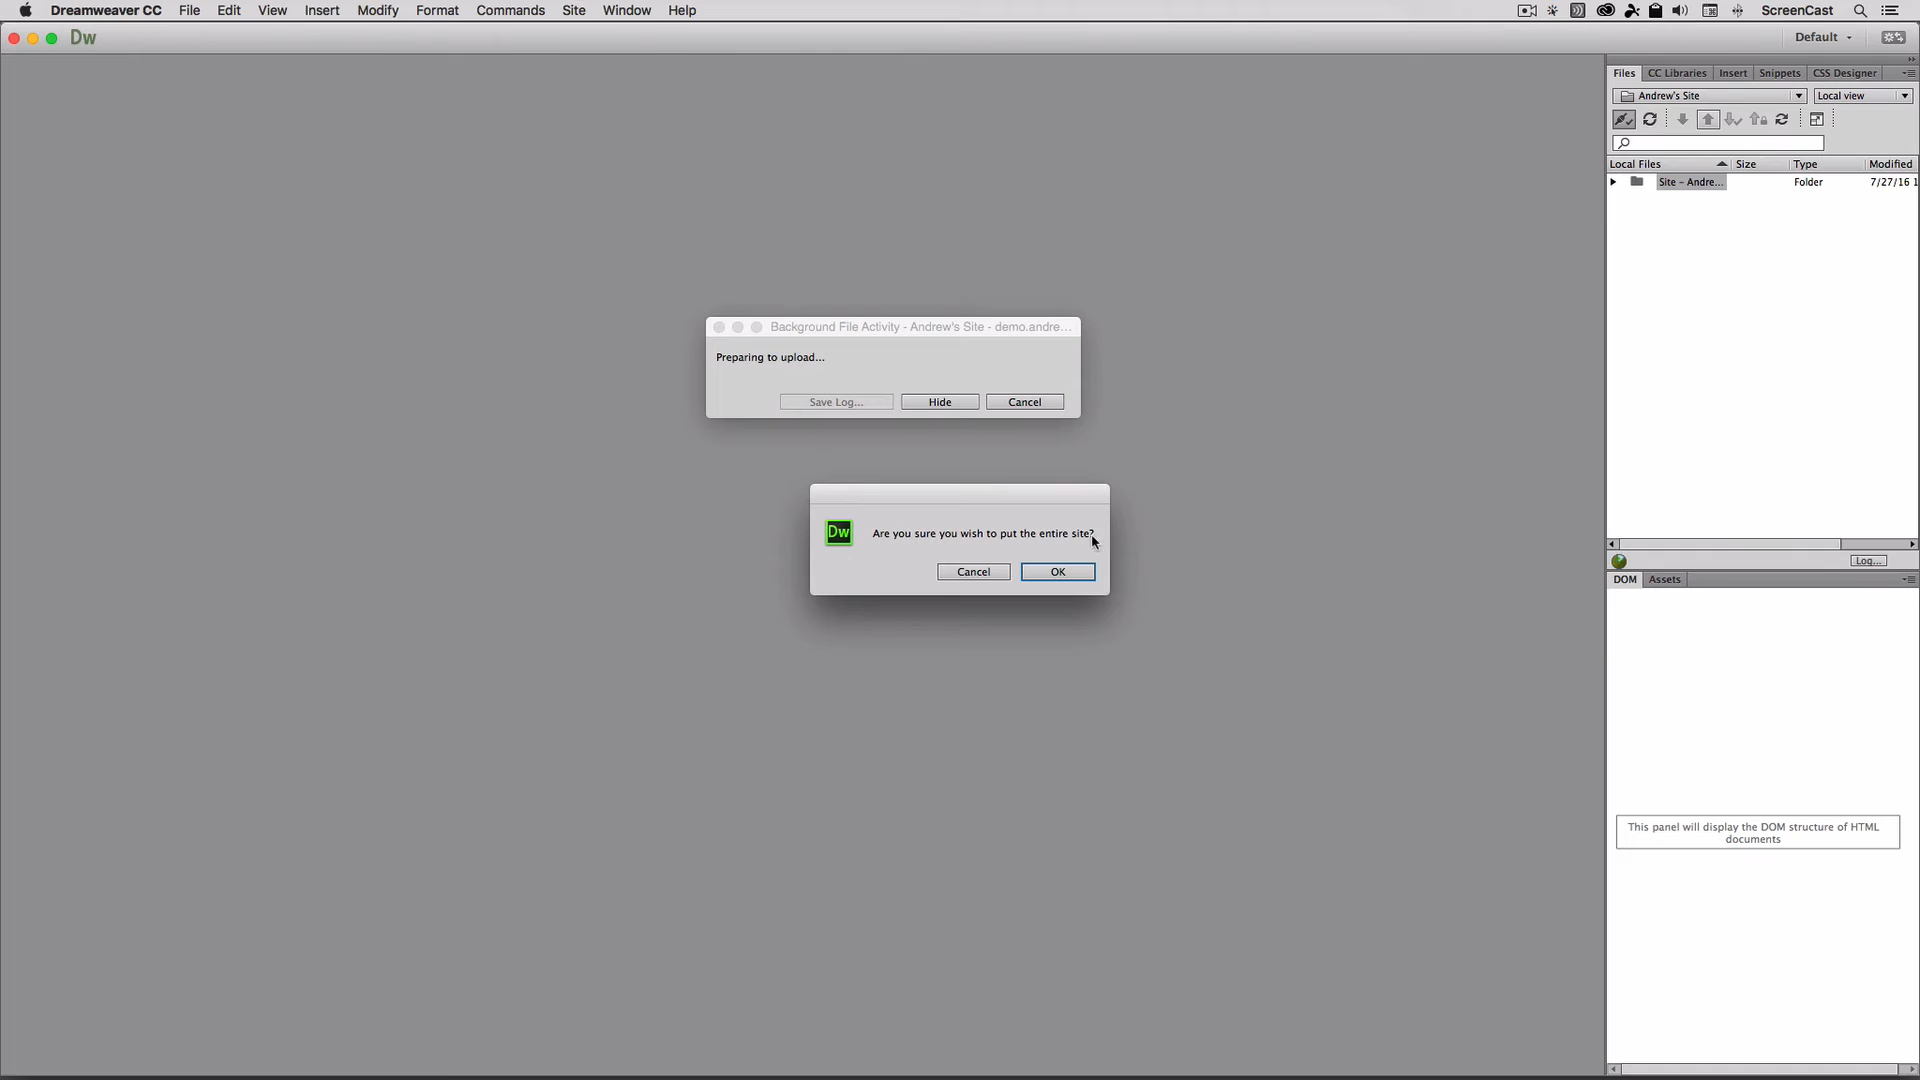 Dreamweaver CC File Edit View Insert Modify Format Commands Site Window Help ScreenCast
Dw Default
Files CC Libraries Insert Snippets CSS Designer
Andrew's Site Local view
Local Files Size Type Modified
Site - Andre... Folder 7/27/16 1
Background File Activity - Andrew's Site - demo.andre...
Preparing to upload...
Save Log... Hide Cancel
Dw Are you sure you wish to put the entire site?
Cancel OK
Log...
DOM Assets
This panel will display the DOM structure of HTML
documents